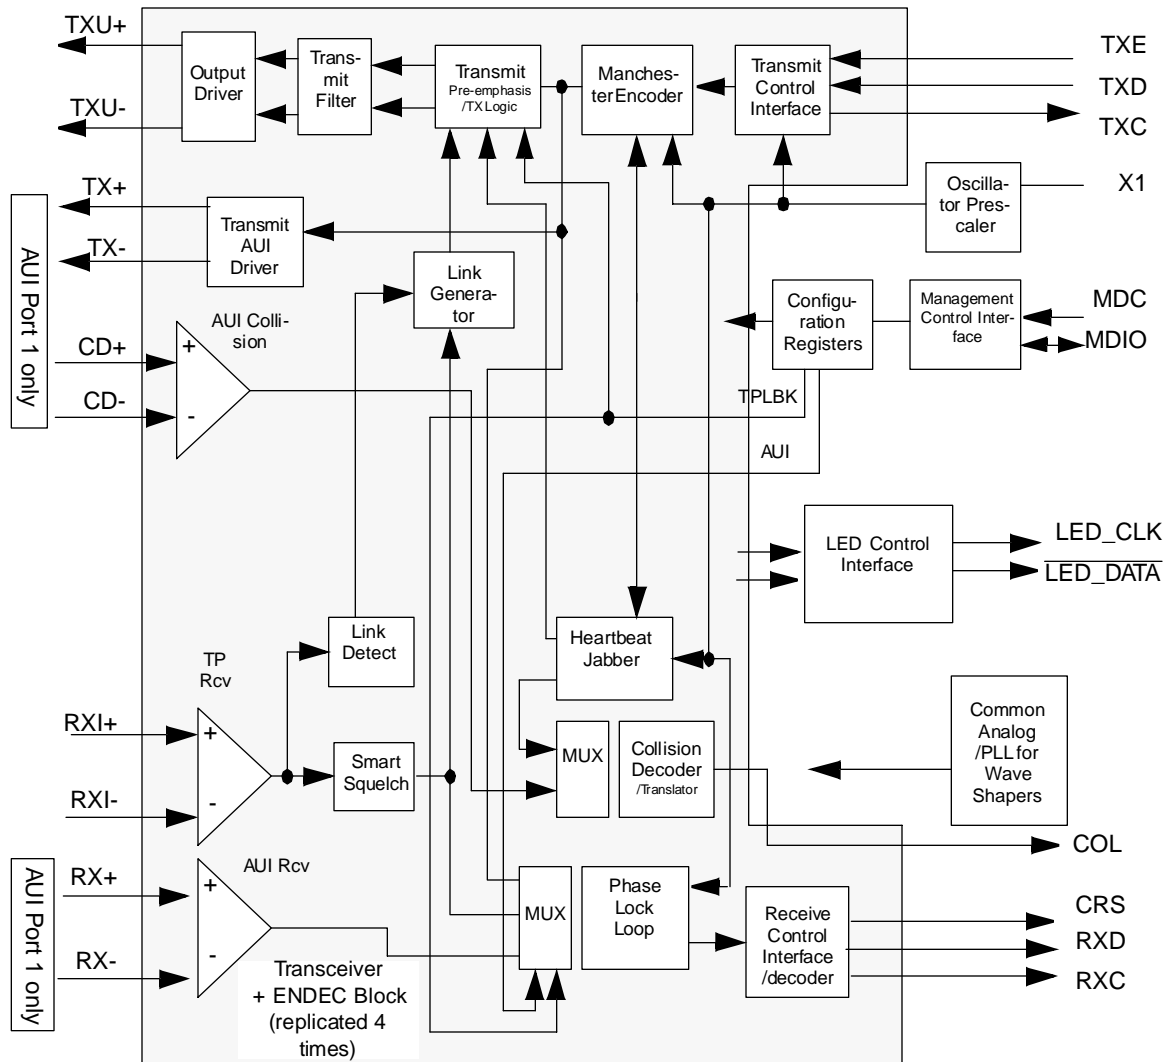 TXU+
TXU-
TX+
TX-
CD+
CD-
AUI Port 1 only
RXI+
RXI-
RX+
RX-
AUI Port 1 only
Output
Driver
Trans-
mit
Filter
Transmit
Pre-emphasis
/TX Logic
Manches-
ter Encoder
Transmit
Control
Interface
TXE
TXD
TXC
X1
Oscilla-
tor Pres-
caler
Transmit
AUI
Driver
Link
Genera-
tor
AUI Colli-
sion
Configu-
ration
Registers
Management
Control Inter-
face
MDC
MDIO
TPLBK
AUI
LED Control
Interface
LED_CLK
LED_DATA
Link
Detect
TP
Rcv
Heartbeat
Jabber
Smart
Squelch
MUX
Collision
Decoder
/Translator
Common
Analog
/PLL for
Wave
Shapers
COL
AUI Rcv
MUX
Phase
Lock
Loop
Receive
Control
Interface
/decoder
CRS
RXD
RXC
Transceiver
+ ENDEC Block
(replicated 4
times)